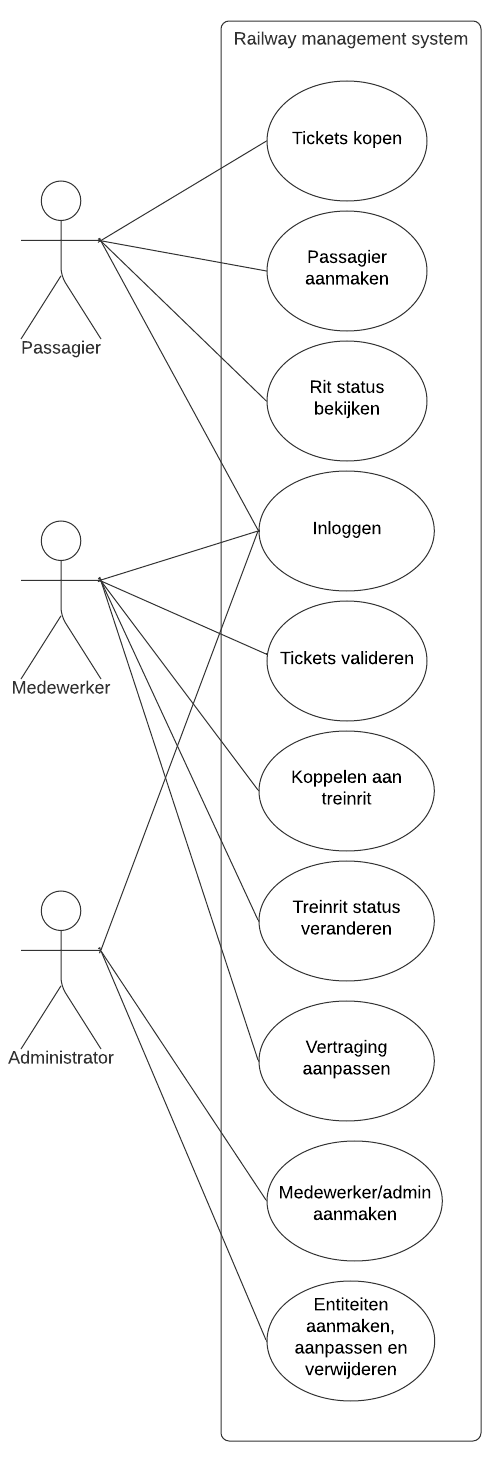 Railway management system
Tickets kopen
Passagier
aanmaken
Passagier
Rit status
bekijken
Inloggen
Tickets valideren
Medewerker
Koppelen aan
treinrit
Treinrit status
veranderen
Administrator
Vertraging
aanpassen
Medewerker/admin
aanmaken
Entiteiten
aanmaken,
aanpassen en
verwijderen